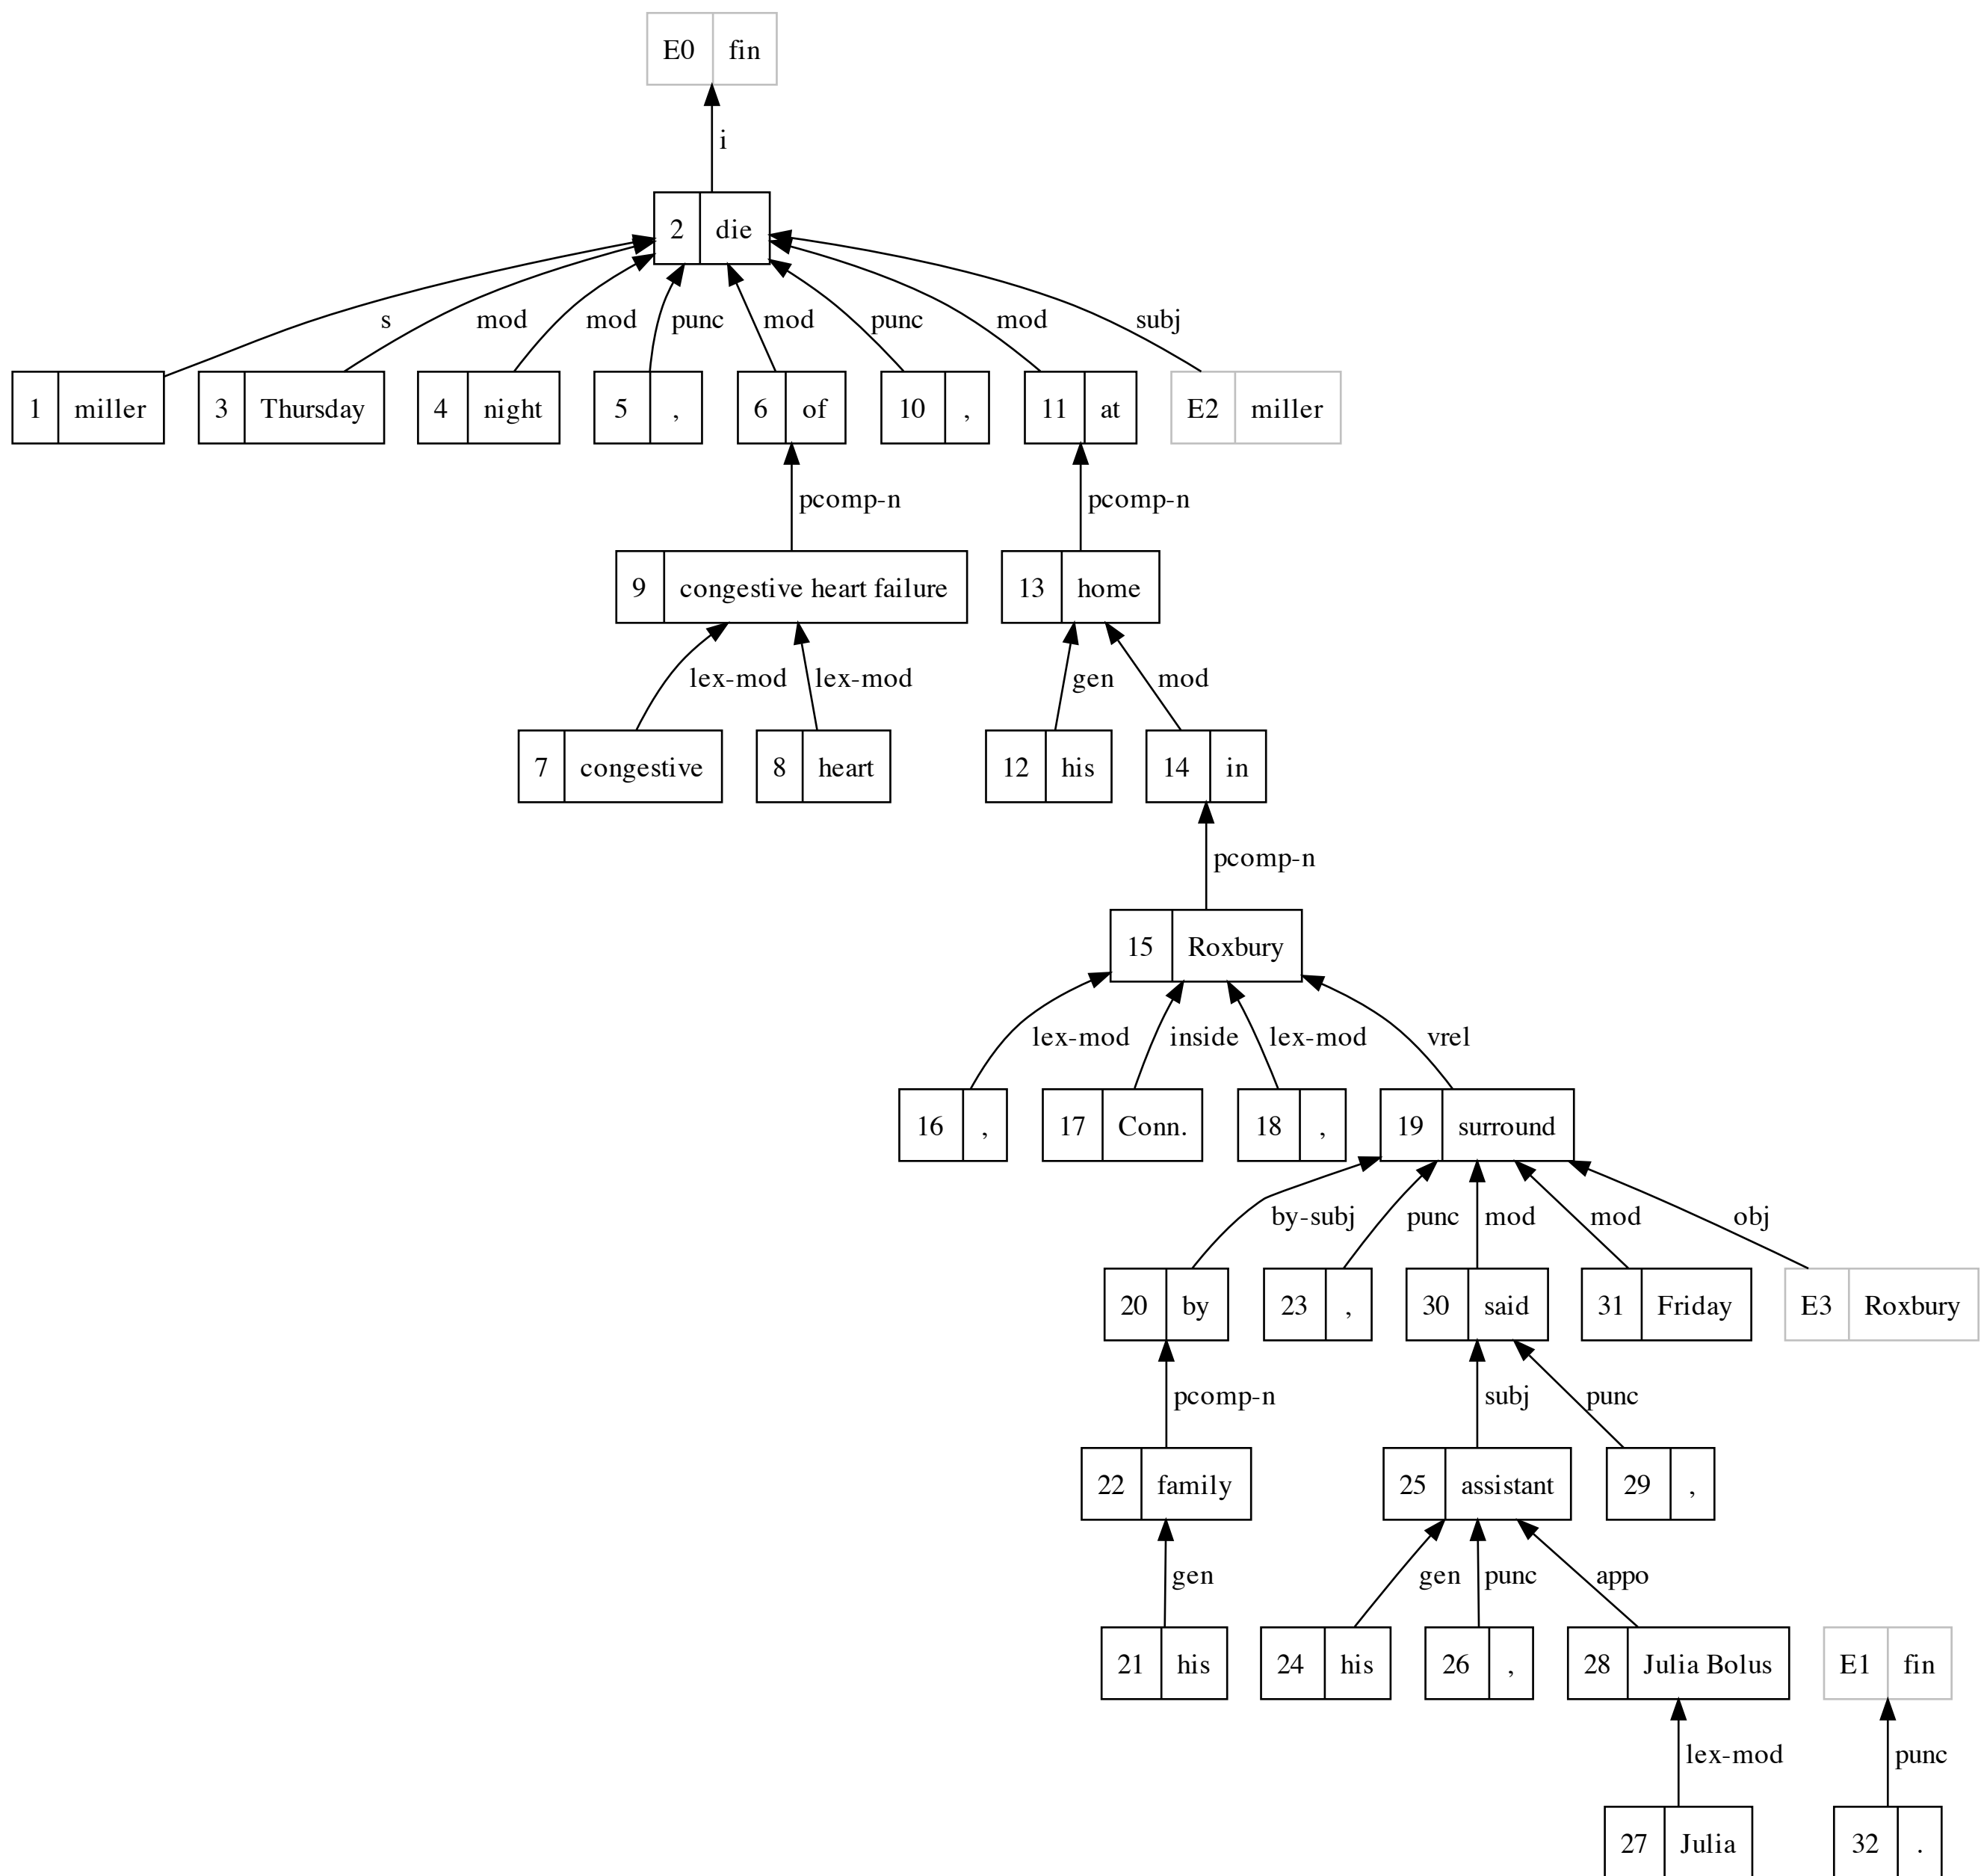 E0 fin
i
2 die
s mod mod punc mod punc mod subj
1 miller 3 Thursday 4 night 5 , 6 of 10 , 11 at E2 miller
pcomp-n pcomp-n
9 congestive heart failure 13 home
lex-mod lex-mod gen mod
7 congestive 8 heart 12 his 14 in
pcomp-n
15 Roxbury
lex-mod inside lex-mod vrel
16 , 17 Conn. 18 , 19 surround
by-subj punc mod mod obj
20 by 23 , 30 said 31 Friday E3 Roxbury
pcomp-n subj punc
22 family 25 assistant 29 ,
gen gen punc appo
21 his 24 his 26 , 28 Julia Bolus E1 fin
lex-mod punc
27 Julia 32 .